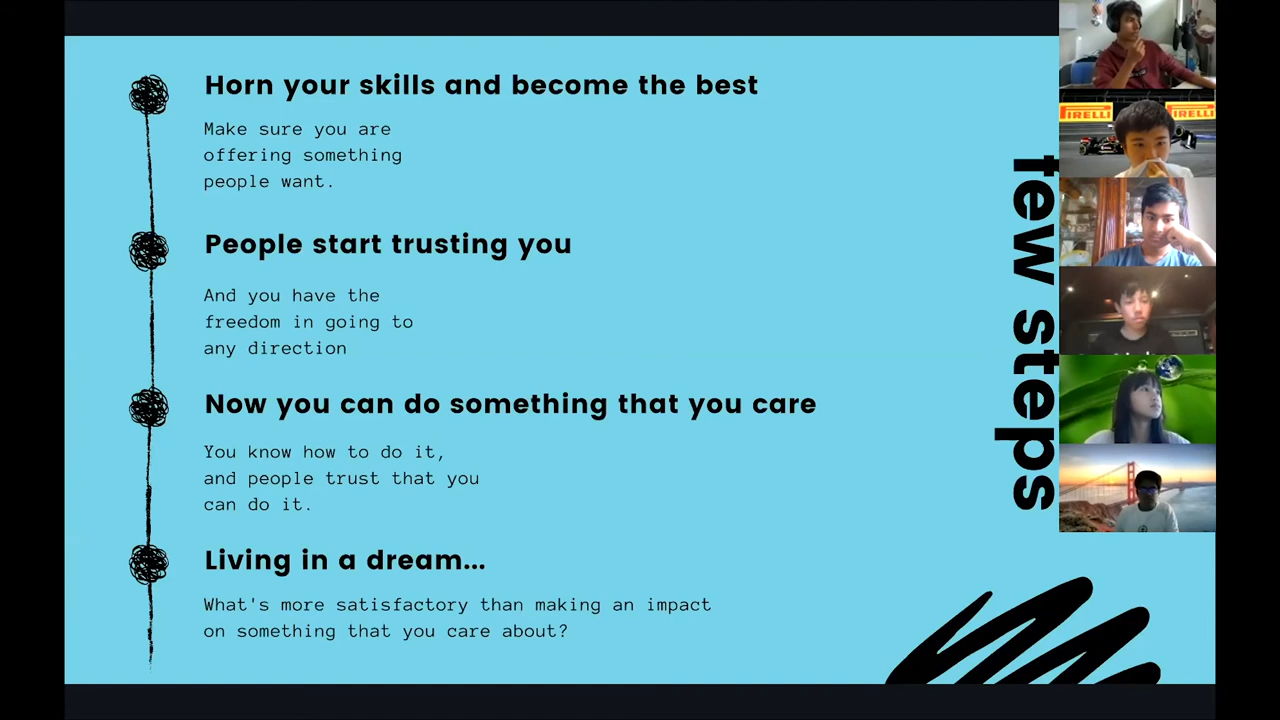 Horn your skills and become the best
Make sure you are
offering something
people want.
People start trusting you
And you have the
freedom in going to
any direction
Now you can do something that you care
You know how to do it,
and people trust that you
can do it.
Living in a dream...
What's more satisfactory than making an impact
on something that you care about?
few steps
PIRELLI
PIRELLI